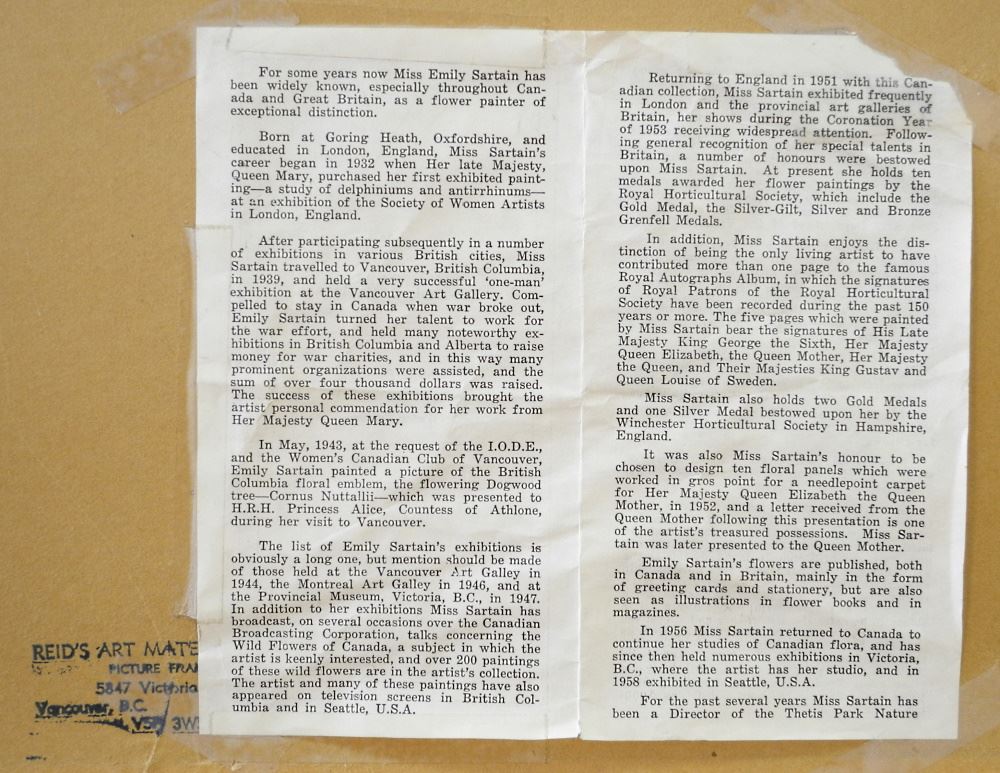 For some years now Miss Emily Sartain has
been widely known, especially throughout Can-
ada and Great Britain, as a flower painter of
exceptional distinction.
Born at Goring Heath, Oxfordshire, and
educated in London, England, Miss Sartain's
career began in 1932 when Her late Majesty,
Queen Mary, purchased her first exhibited paint-
ing—a study of delphiniums and antirrhinums—
at an exhibition of the Society of Women Artists
in London, England.
After participating subsequently in a number
of exhibitions in various British cities, Miss
Sartain travelled to Vancouver, British Columbia,
in 1939, and held a very successful 'one-man'
exhibition at the Vancouver Art Gallery. Com-
pelled to stay in Canada when war broke out,
Emily Sartain turned her talent to work for
the war effort, and held many noteworthy ex-
hibitions in British Columbia and Alberta to raise
money for war charities, and in this way many
prominent organizations were assisted, and the
sum of over four thousand dollars was raised.
The success of these exhibitions brought the
artist personal commendation for her work from
Her Majesty Queen Mary.
In May, 1943, at the request of the I.O.D.E.,
and the Women's Canadian Club of Vancouver,
Emily Sartain painted a picture of the British
Columbia floral emblem, the flowering Dogwood
tree—Cornus Nuttallii—which was presented to
H.R.H. Princess Alice, Countess of Athlone,
during her visit to Vancouver.
The list of Emily Sartain's exhibitions is
obviously a long one, but mention should be made
of those held at the Vancouver Art Galley in
1944, the Montreal Art Galley in 1946, and at
the Provincial Museum, Victoria, B.C., in 1947.
In addition to her exhibitions Miss Sartain has
broadcast, on several occasions over the Canadian
Broadcasting Corporation, talks concerning the
Wild Flowers of Canada, a subject in which the
artist is keenly interested, and over 200 paintings
of these wild flowers are in the artist's collection.
The artist and many of these paintings have also
appeared on television screens in British Col-
umbia and in Seattle, U.S.A.
Returning to England in 1951 with this Can-
adian collection, Miss Sartain exhibited frequently
in London and the provincial art galleries of
Britain, her shows during the Coronation Year
of 1953 receiving widespread attention. Follow-
ing general recognition of her special talents in
Britain, a number of honours were bestowed
upon Miss Sartain. At present she holds ten
medals awarded her flower paintings by the
Royal Horticultural Society, which include the
Gold Medal, the Silver-Gilt, Silver and Bronze
Grenfell Medals.
In addition, Miss Sartain enjoys the dis-
tinction of being the only living artist to have
contributed more than one page to the famous
Royal Autographs Album, in which the signatures
of Royal Patrons of the Royal Horticultural
Society have been recorded during the past 150
years or more. The five pages which were painted
by Miss Sartain bear the signatures of His Late
Majesty King George the Sixth, Her Majesty
Queen Elizabeth, the Queen Mother, Her Majesty
the Queen, and Their Majesties King Gustav and
Queen Louise of Sweden.
Miss Sartain also holds two Gold Medals
and one Silver Medal bestowed upon her by the
Winchester Horticultural Society in Hampshire,
England.
It was also Miss Sartain's honour to be
chosen to design ten floral panels which were
worked in gros point for a needlepoint carpet
for Her Majesty Queen Elizabeth the Queen
Mother, in 1952, and a letter received from the
Queen Mother following this presentation is one
of the artist's treasured possessions. Miss Sar-
tain was later presented to the Queen Mother.
Emily Sartain's flowers are published, both
in Canada and in Britain, mainly in the form
of greeting cards and stationery, but are also
seen as illustrations in flower books and in
magazines.
In 1956 Miss Sartain returned to Canada to
continue her studies of Canadian flora, and has
since then held numerous exhibitions in Victoria,
B.C., where the artist has her studio, and in
1958 exhibited in Seattle, U.S.A.
For the past several years Miss Sartain has
been a Director of the Thetis Park Nature
REID'S ART MATE
PICTURE FRA
5847 Victoria
Vancouver, B.C.
V5P 3W